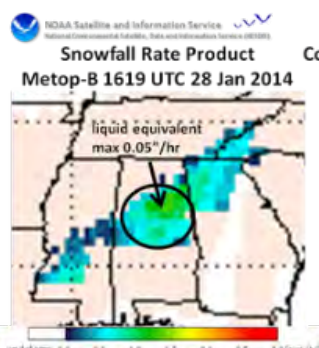 NOAA Satellite and Information Service
National Environmental Satellite, Data, and Information Service (NESDIS)
Snowfall Rate Product Co
Metop-B 1619 UTC 28 Jan 2014
liquid equivalent
max 0.05"/hr